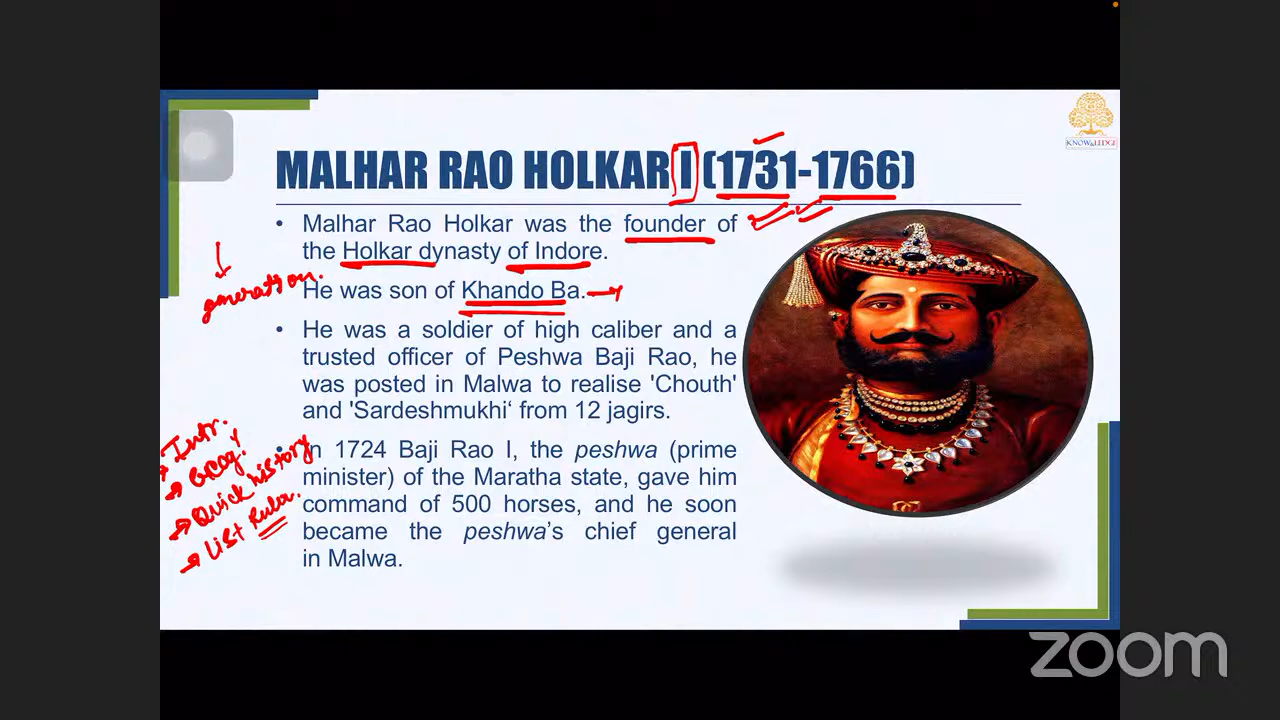 KNOWLEDGE
MALHAR RAO HOLKAR I (1731-1766)
• Malhar Rao Holkar was the founder of
the Holkar dynasty of Indore.
generation.
He was son of Khando Ba.
• He was a soldier of high caliber and a
trusted officer of Peshwa Baji Rao, he
was posted in Malwa to realise 'Chouth'
and 'Sardeshmukhi‘ from 12 jagirs.
In 1724 Baji Rao I, the peshwa (prime
minister) of the Maratha state, gave him
command of 500 horses, and he soon
became the peshwa’s chief general
in Malwa.
→ Intr.
→ Geog.
→ Quick history
→ List
zoom